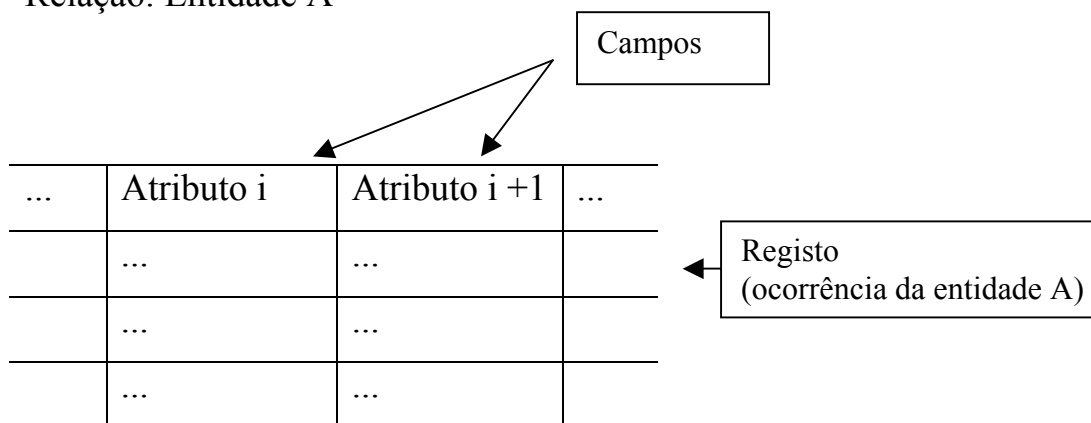 Relação: Entidade A
Campos
... Atributo i Atributo i +1 ...
... ...
Registo
(ocorrência da entidade A)
... ...
... ...